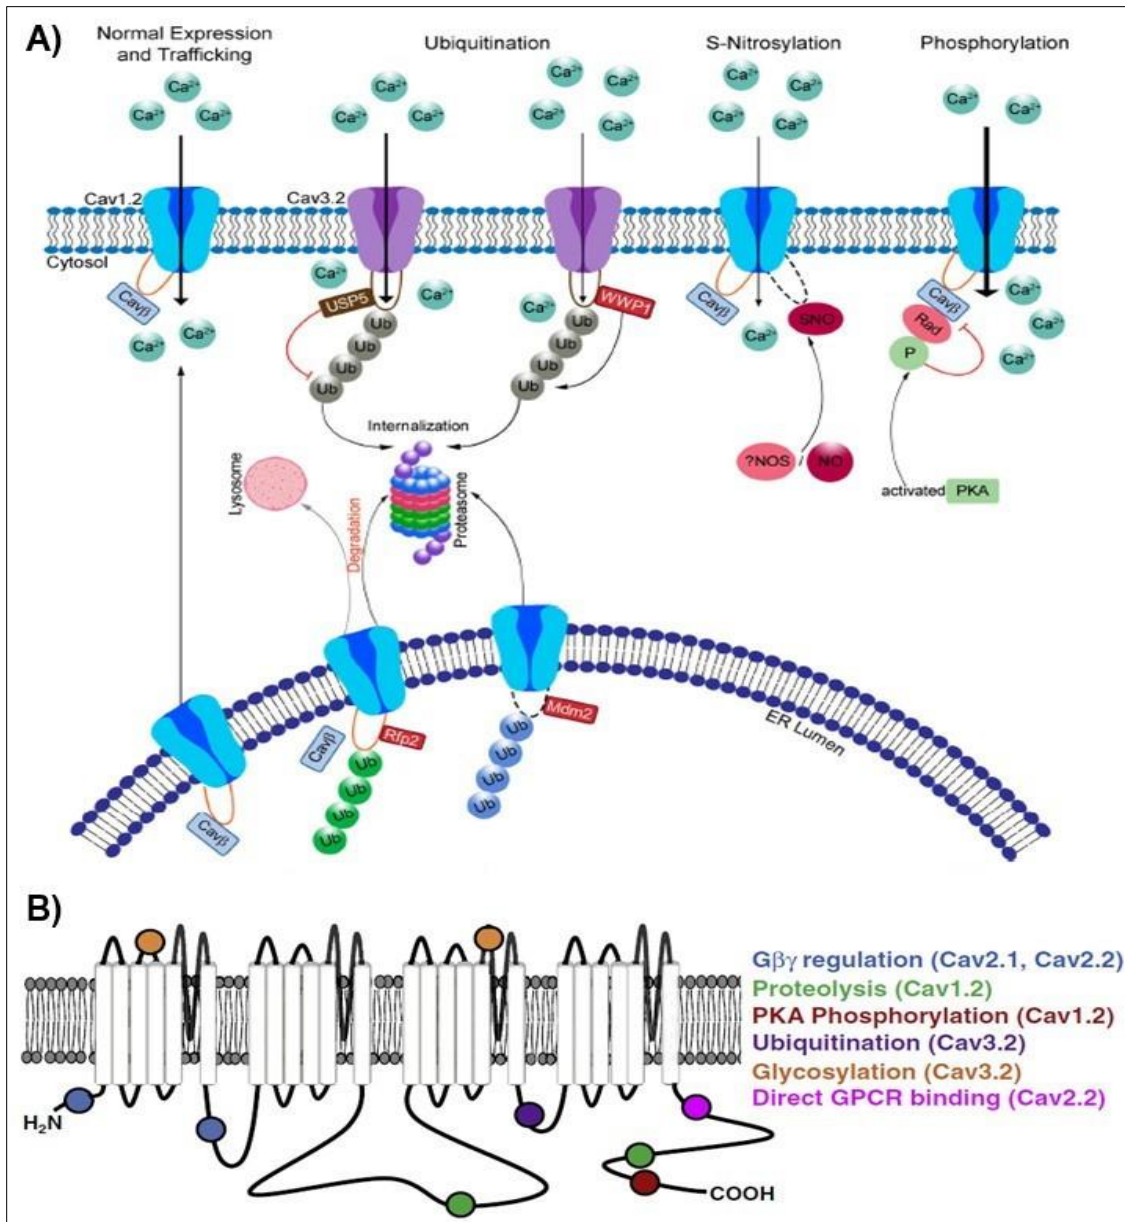 A)
Normal Expression
and Trafficking
Ubiquitination
S-Nitrosylation
Phosphorylation
Ca²⁺
Ca²⁺ Ca²⁺
Ca²⁺
Ca²⁺ Ca²⁺
Ca²⁺ Ca²⁺
Ca²⁺ Ca²⁺
Ca²⁺ Ca²⁺
Ca²⁺ Ca²⁺
Ca²⁺ Ca²⁺
Cav1.2
Cav3.2
Cytosol
Cavβ
Ca²⁺ Ca²⁺
Ca²⁺
USP5
Ca²⁺
Ub
Ub
Ub
Ub
Ca²⁺
WWP1
Ub
Ub
Ub
Ub
Cavβ
SNO
Ca²⁺
Cavβ
Rad
P
Ca²⁺
Ca²⁺
Ca²⁺
Internalization
?NOS / NO
activated PKA
Lysosome
Degradation
Proteasome
Cavβ
Cavβ
Rfp2
Ub
Ub
Ub
Ub
Mdm2
Ub
Ub
Ub
Ub
ER Lumen
B)
H₂N
COOH
Gβγ regulation (Cav2.1, Cav2.2)
Proteolysis (Cav1.2)
PKA Phosphorylation (Cav1.2)
Ubiquitination (Cav3.2)
Glycosylation (Cav3.2)
Direct GPCR binding (Cav2.2)